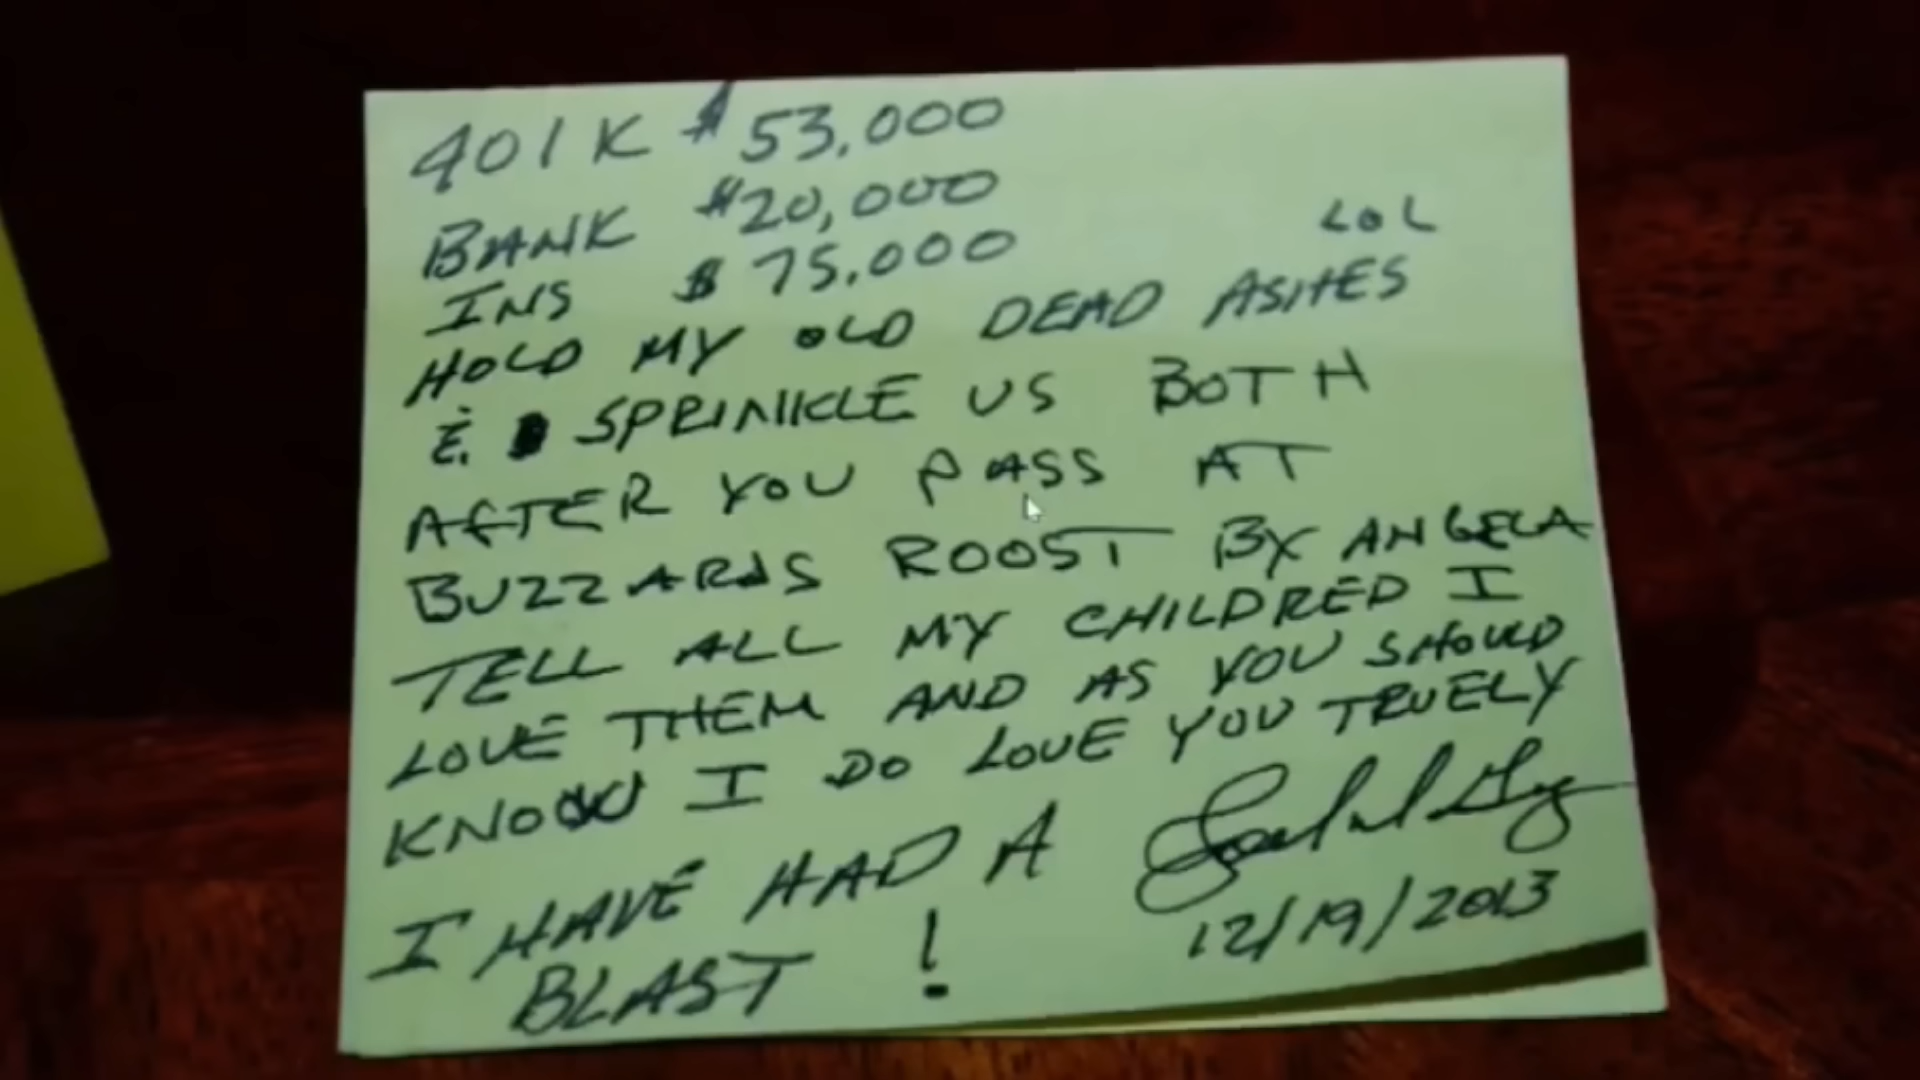 401K $53,000
BANK $20,000
INS $75,000
LOL
HOLD MY OLD DEAD ASHES
&. SPRINKLE US BOTH
AFTER YOU PASS AT
BUZZARDS ROOST BY ANGELA
TELL ALL MY CHILDRED I
LOVE THEM AND AS YOU SHOULD
KNOW I DO LOVE YOU TRUELY
I HAVE HAD A
BLAST !
12/19/2013